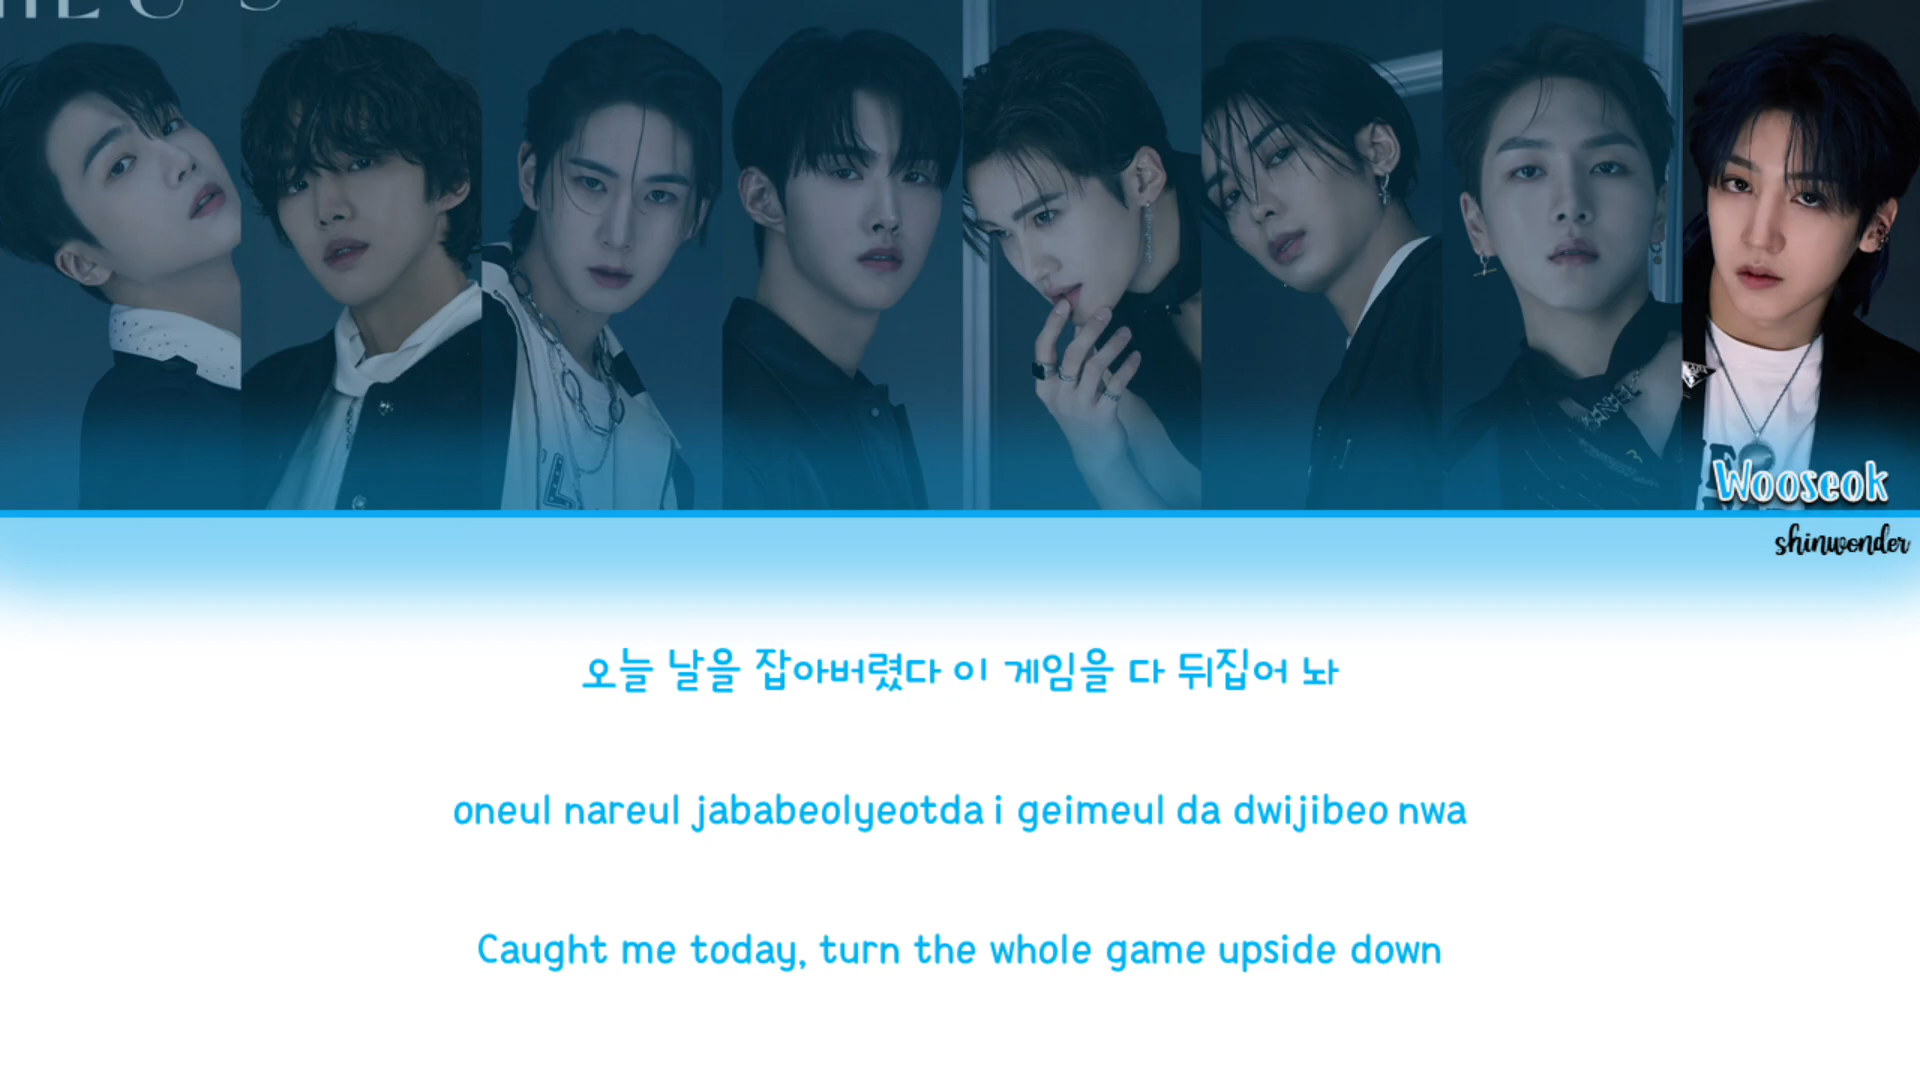 Wooseok
shinwonder
오늘 날을 잡아버렸다 이 게임을 다 뒤집어 놔
oneul nareul jababeolyeotda i geimeul da dwijibeo nwa
Caught me today, turn the whole game upside down